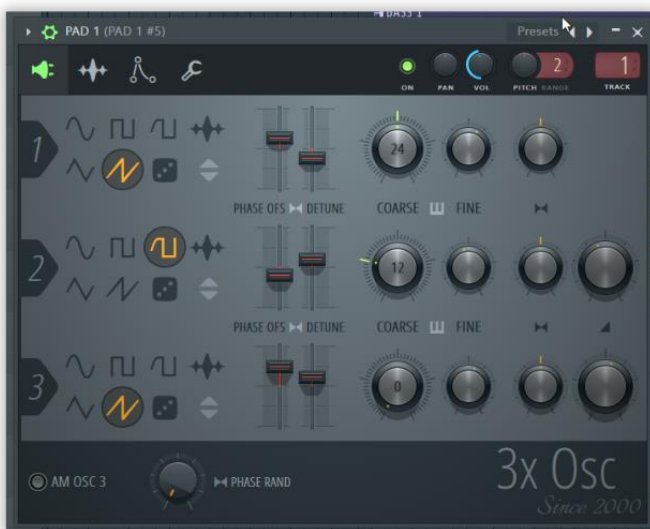 BASS 1
PAD 1 (PAD 1 #5)
Presets
2
1
ON
PAN
VOL
PITCH RANGE
TRACK
1
24
PHASE OFS DETUNE
COARSE
FINE
2
12
PHASE OFS DETUNE
COARSE
FINE
3
0
AM OSC 3
PHASE RAND
3x Osc
Since 2000